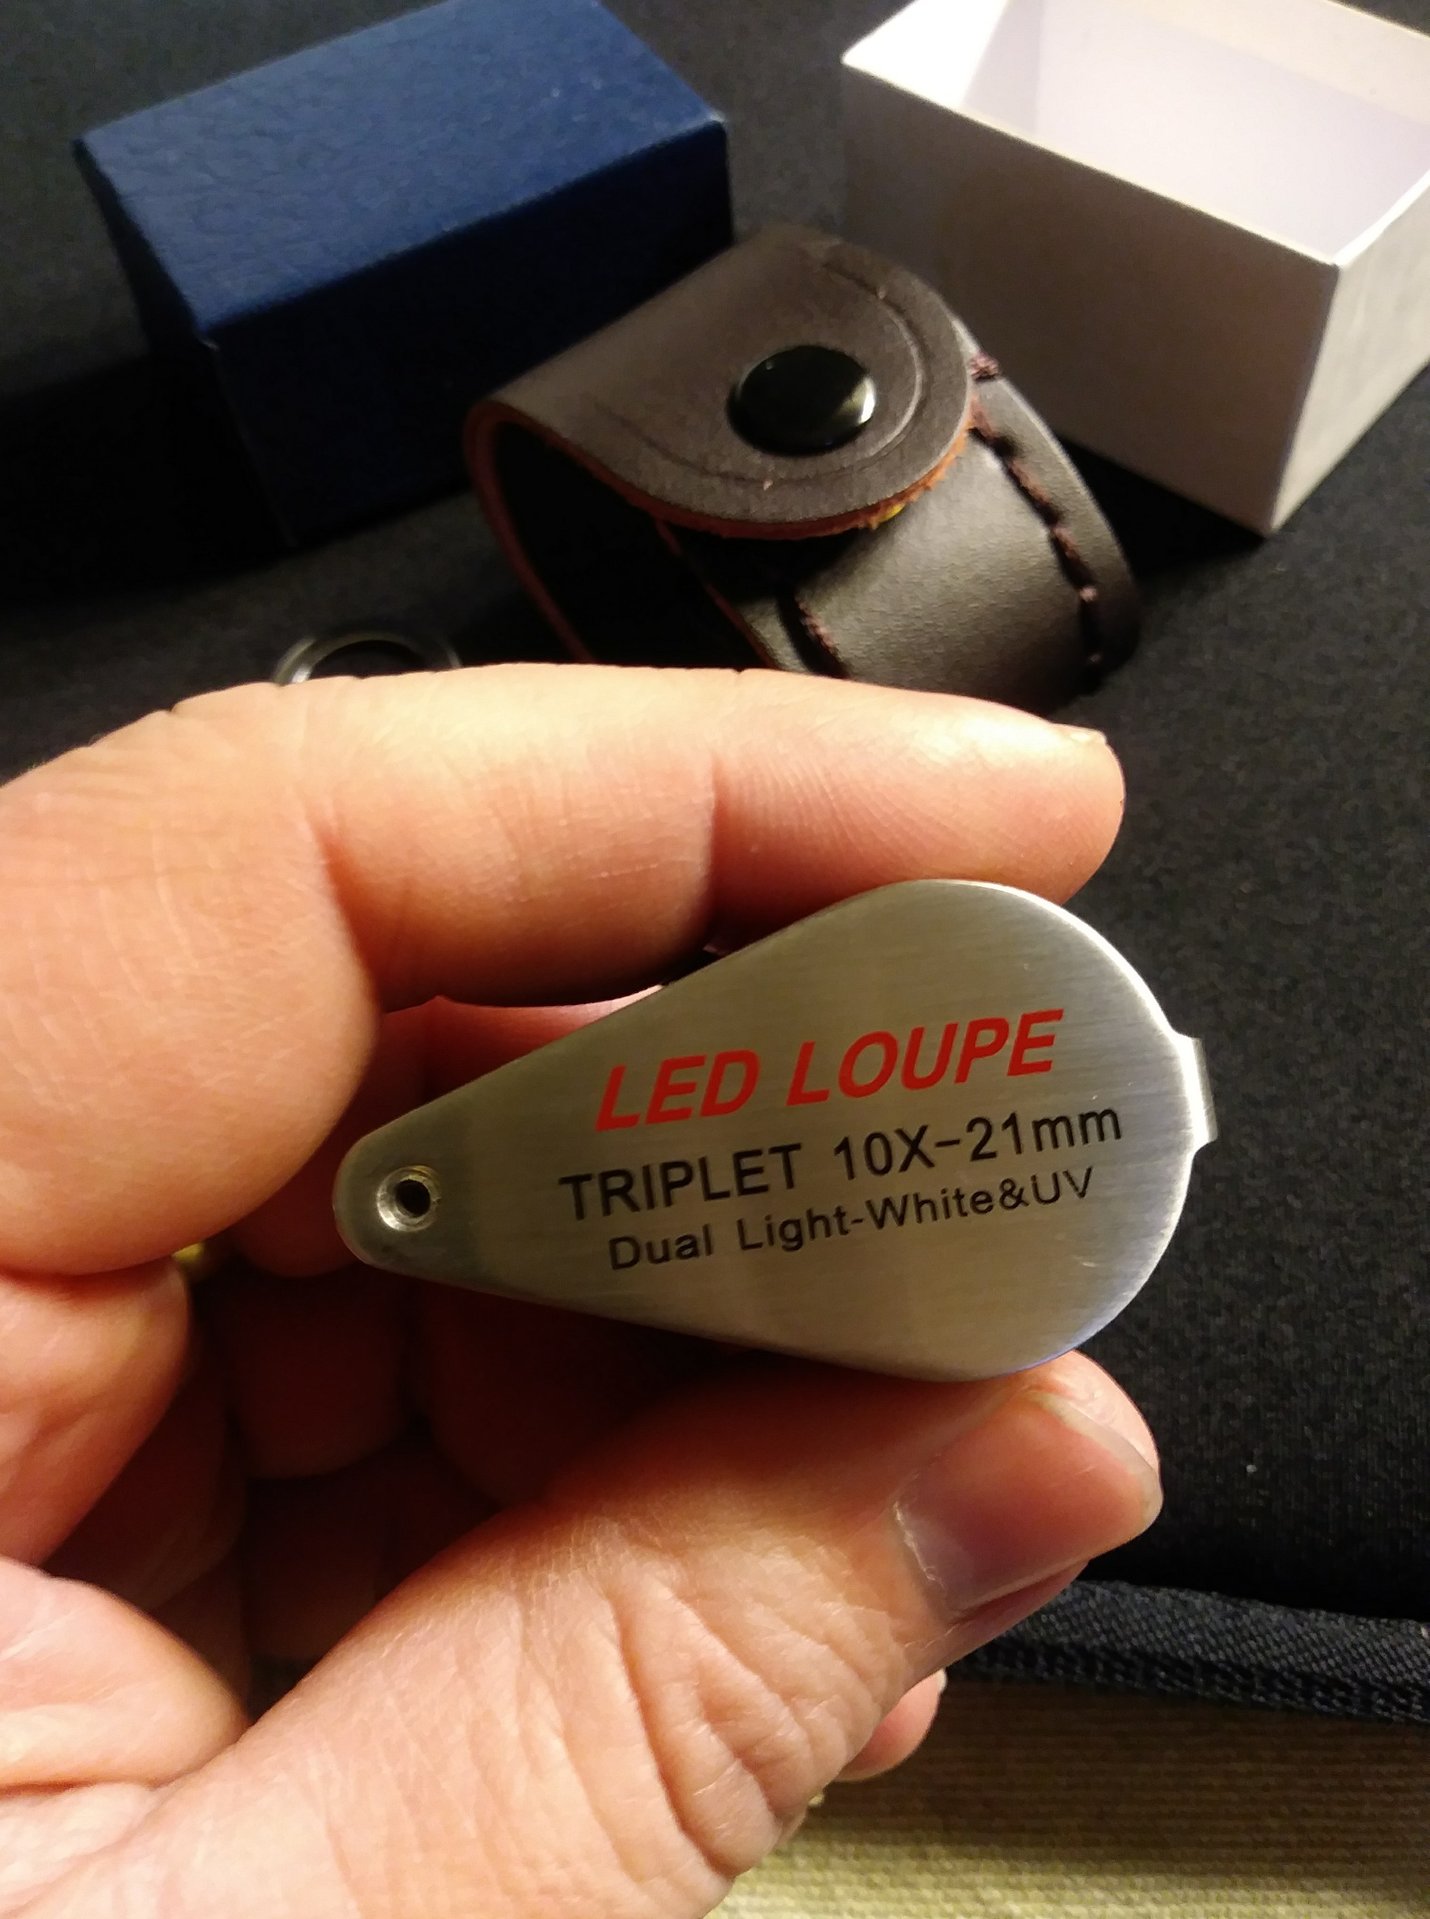 LED LOUPE
TRIPLET 10X-21mm
Dual Light-White&UV